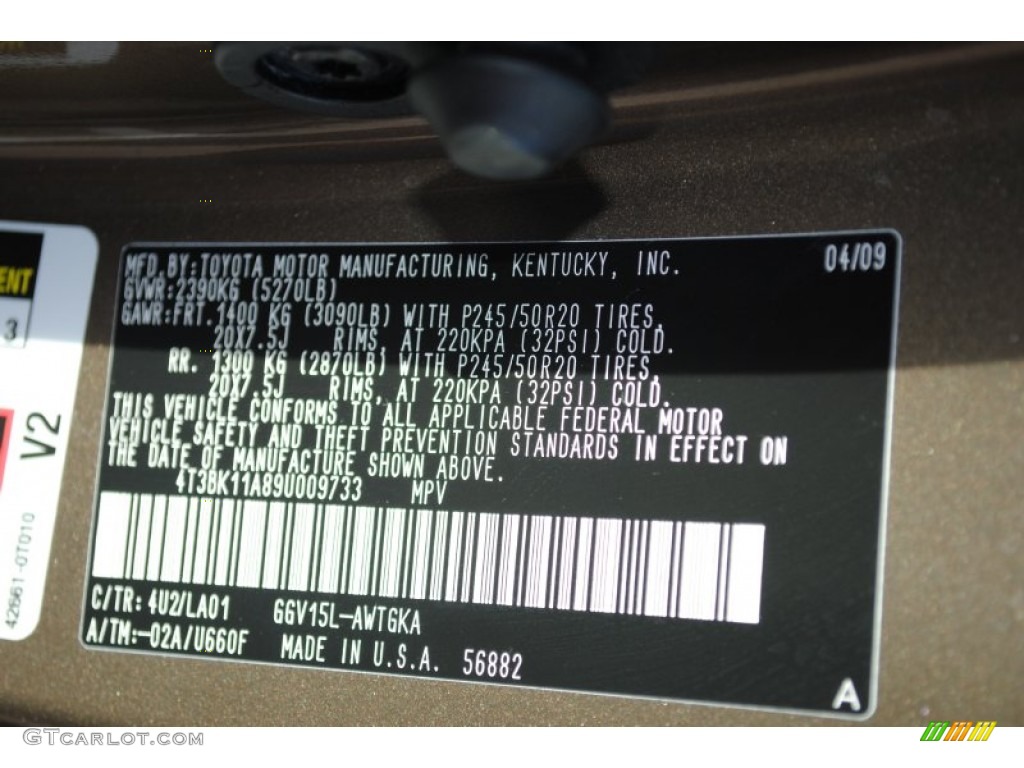 MFD.BY:TOYOTA MOTOR MANUFACTURING, KENTUCKY, INC. 04/09
GVWR:2390KG (5270LB)
GAWR:FRT.1400 KG (3090LB) WITH P245/50R20 TIRES,
20X7.5J RIMS, AT 220KPA (32PSI) COLD.
RR. 1300 KG (2870LB) WITH P245/50R20 TIRES,
20X7.5J RIMS, AT 220KPA (32PSI) COLD.
THIS VEHICLE CONFORMS TO ALL APPLICABLE FEDERAL MOTOR
VEHICLE SAFETY AND THEFT PREVENTION STANDARDS IN EFFECT ON
THE DATE OF MANUFACTURE SHOWN ABOVE.
4T3BK11A89U009733 MPV
C/TR: 4U2/LA01 GGV15L-AWTGKA
A/TM:-02A/U660F MADE IN U.S.A. 56882
A
3
V2
42661-0T010
GTCarlot.com